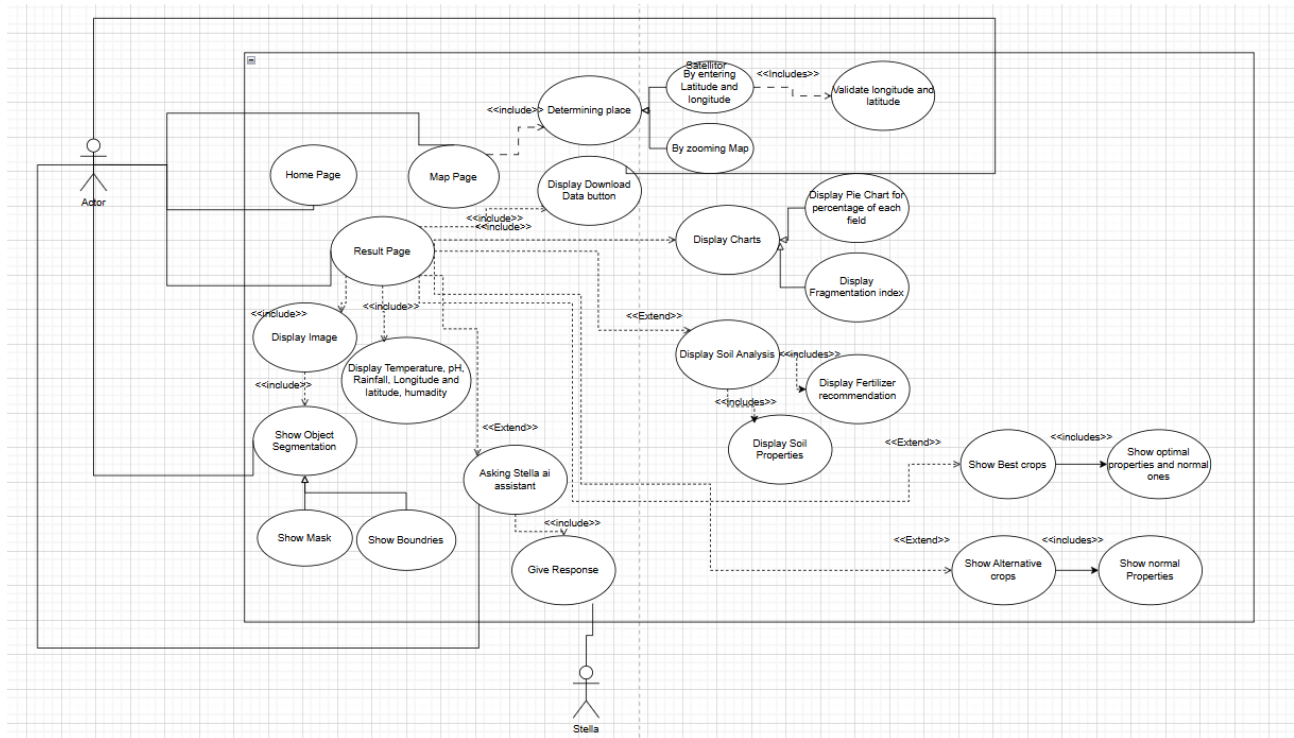 Satellitor
By entering
Latitude and
longitude
<<Includes>>
Validate longitude and
latitude
<<include>>
Determining place
By zooming Map
Actor
Home Page
Map Page
Display Download
Data button
<<include>>
<<include>>
Display Pie Chart for
percentage of each
field
Display Charts
Result Page
Display
Fragmentation index
<<include>>
<<include>>
<<Extend>>
Display Image
Display Soil Analysis
<<includes>>
Display Temperature, pH,
Rainfall, Longitude and
latitude, humadity
<<include>>
Display Fertilizer
recommendation
<<includes>>
Show Object
Segmentation
<<Extend>>
Display Soil
Properties
<<Extend>>
<<includes>>
Asking Stella ai
assistant
Show Best crops
Show optimal
properties and normal
ones
<<include>>
Show Mask
Show Boundries
<<Extend>>
<<includes>>
Give Response
Show Alternative
crops
Show normal
Properties
Stella